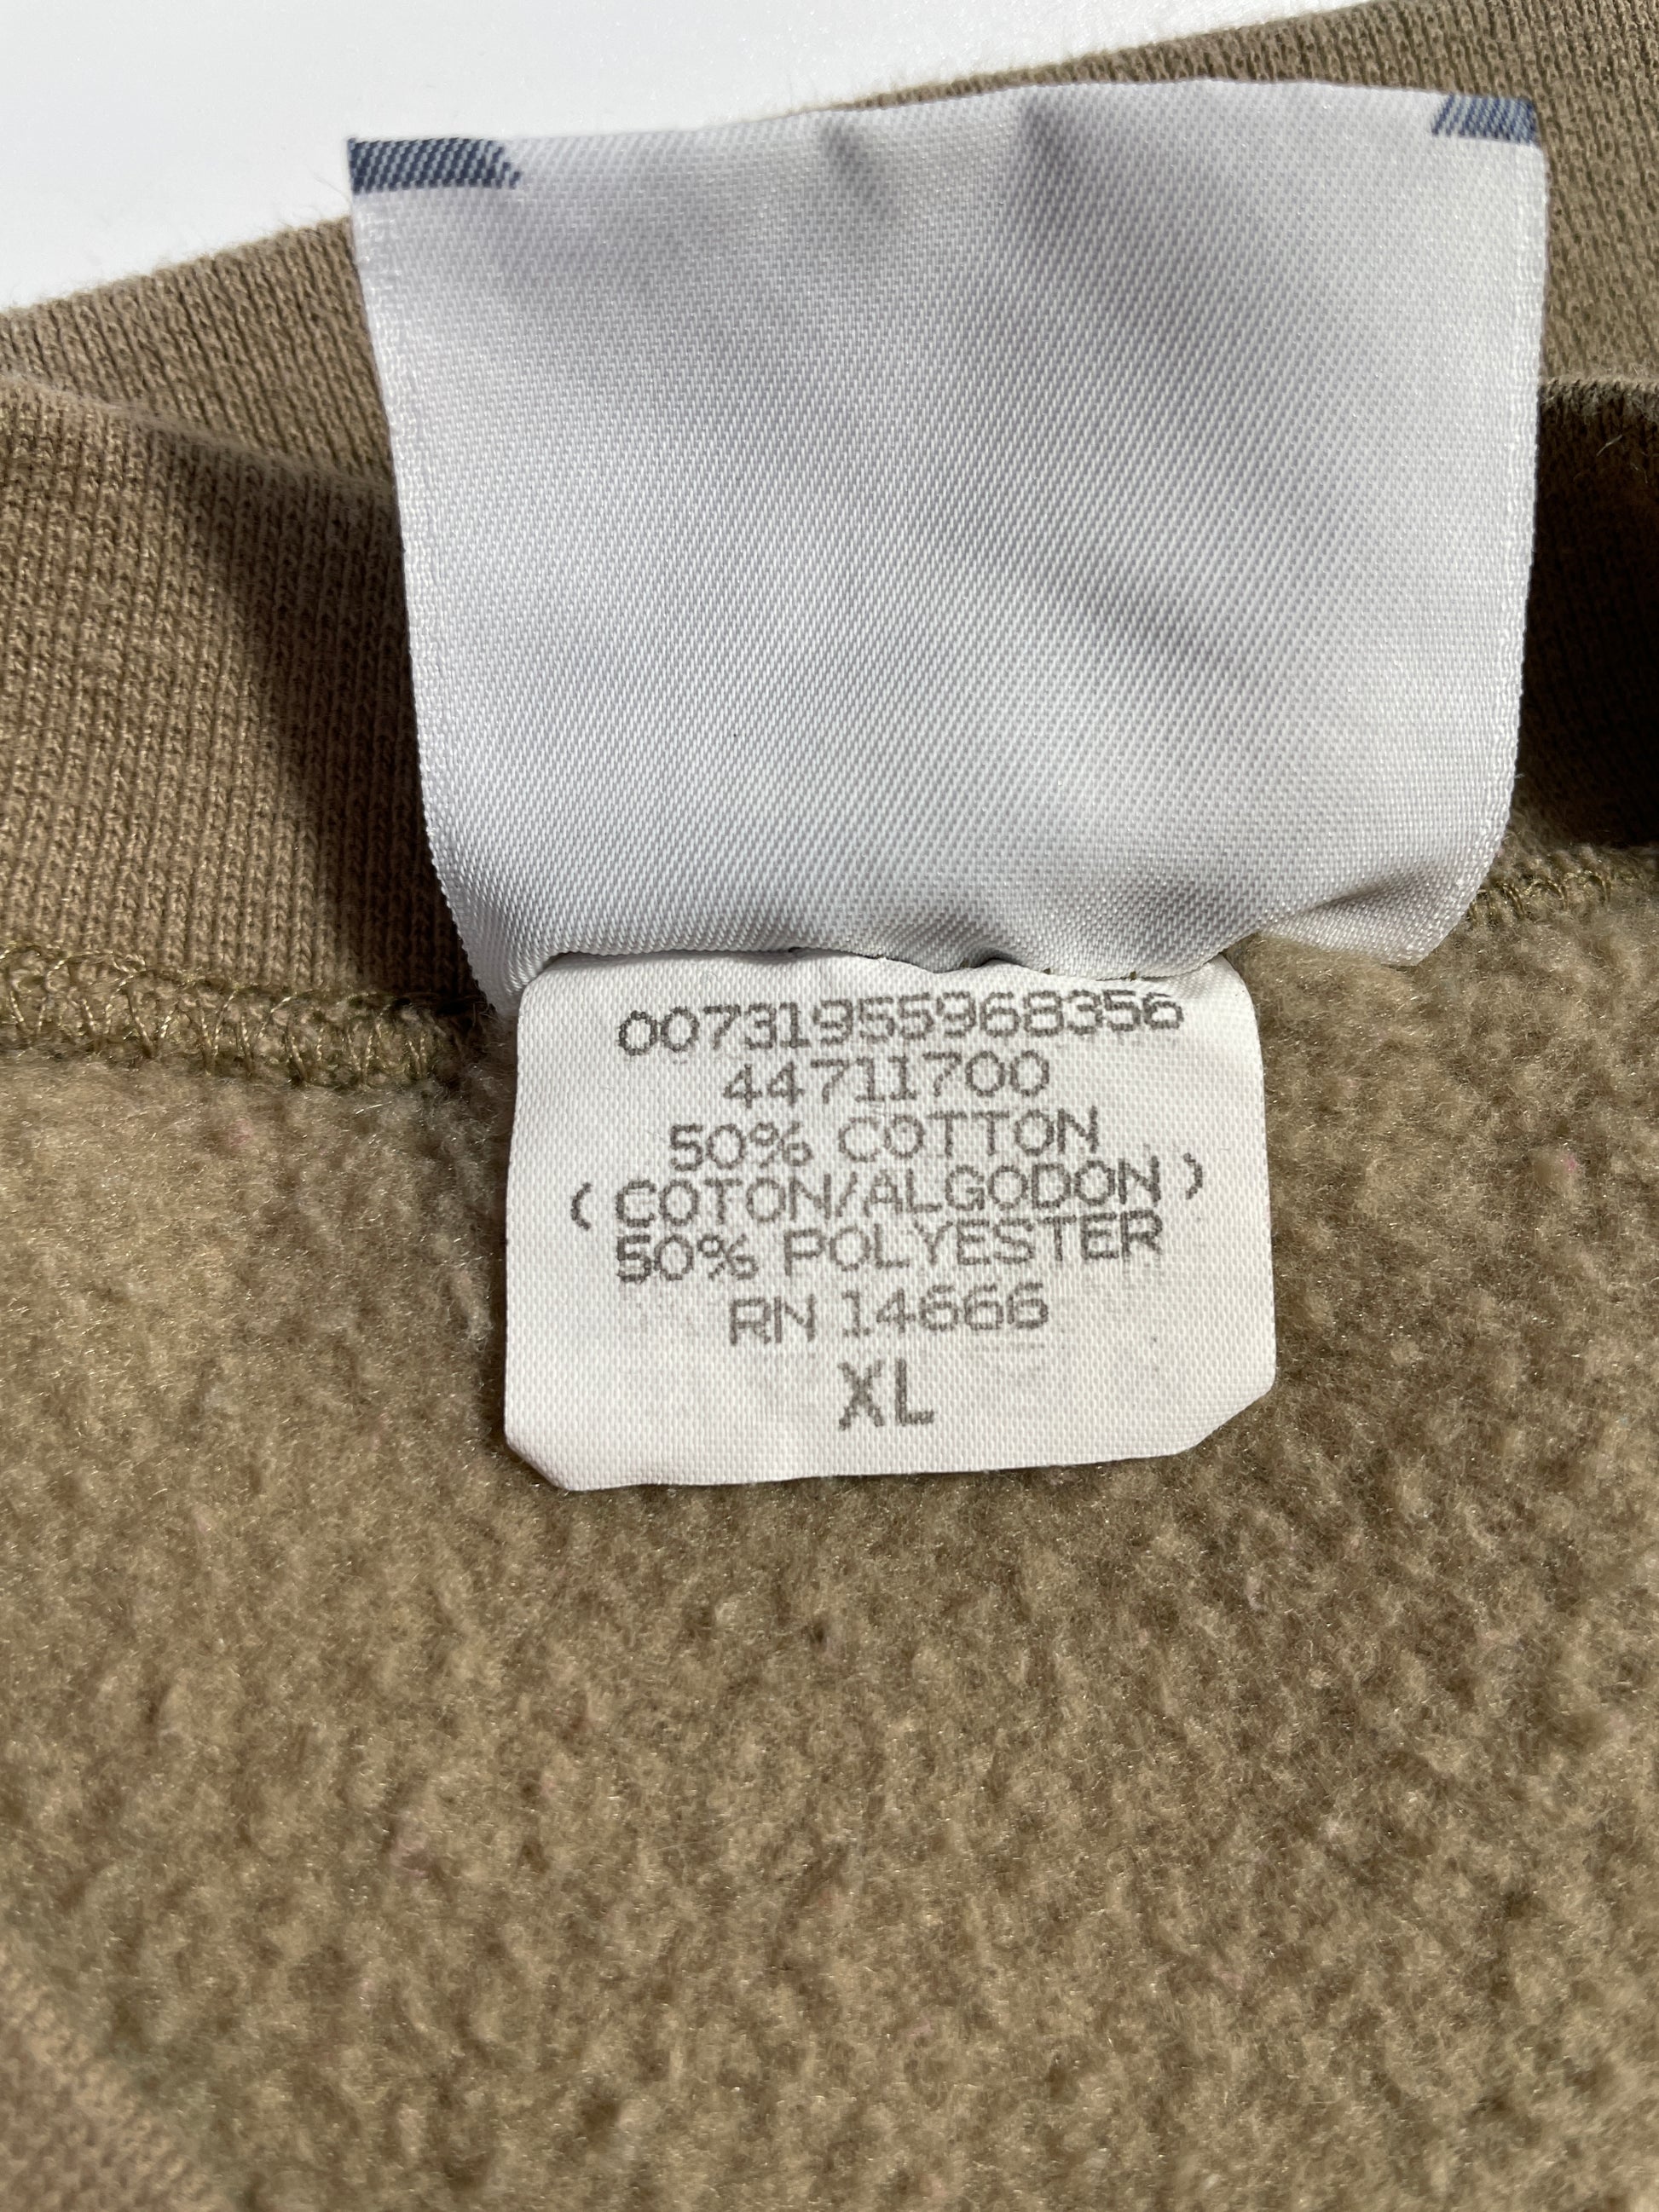 00731955968356
44711700
50% COTTON
( COTON/ALGODON )
50% POLYESTER
RN 14666
XL